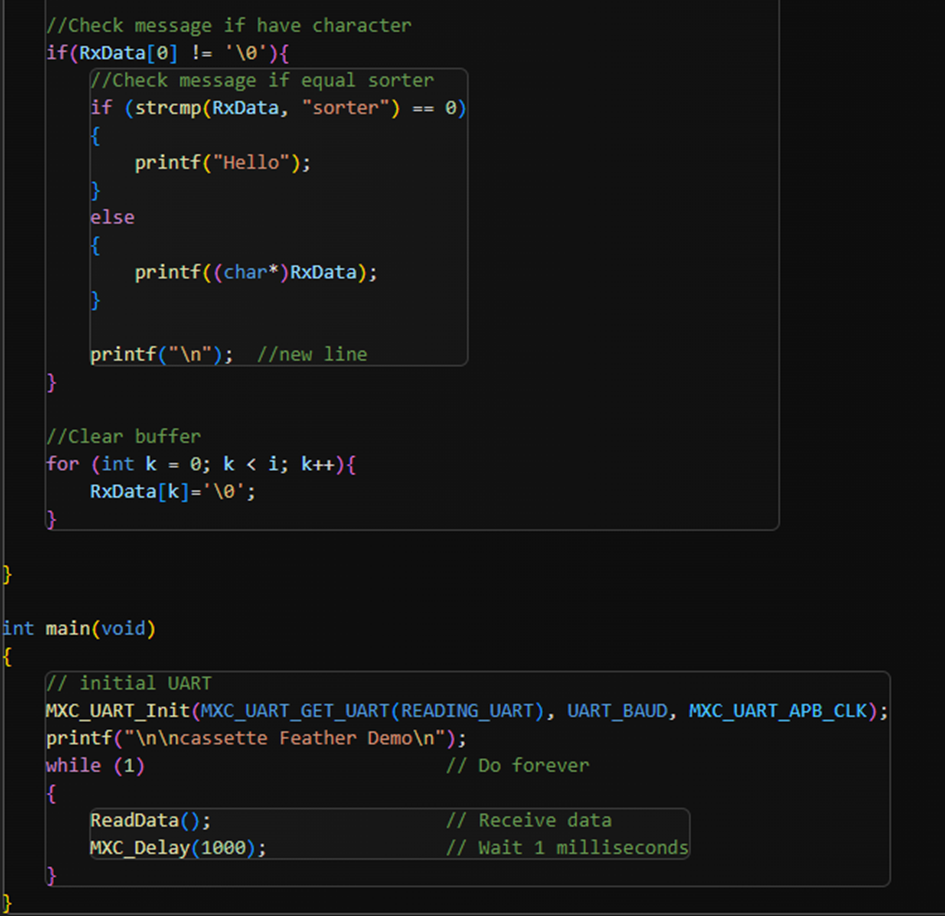 //Check message if have character
if(RxData[0] != '\0'){
//Check message if equal sorter
if (strcmp(RxData, "sorter") == 0)
{
printf("Hello");
}
else
{
printf((char*)RxData);
}
printf("\n");  //new line
}
//Clear buffer
for (int k = 0; k < i; k++){
RxData[k]='\0';
}
}
int main(void)
{
// initial UART
MXC_UART_Init(MXC_UART_GET_UART(READING_UART), UART_BAUD, MXC_UART_APB_CLK);
printf("\n\ncassette Feather Demo\n");
while (1) // Do forever
{
ReadData(); // Receive data
MXC_Delay(1000); // Wait 1 milliseconds
}
}